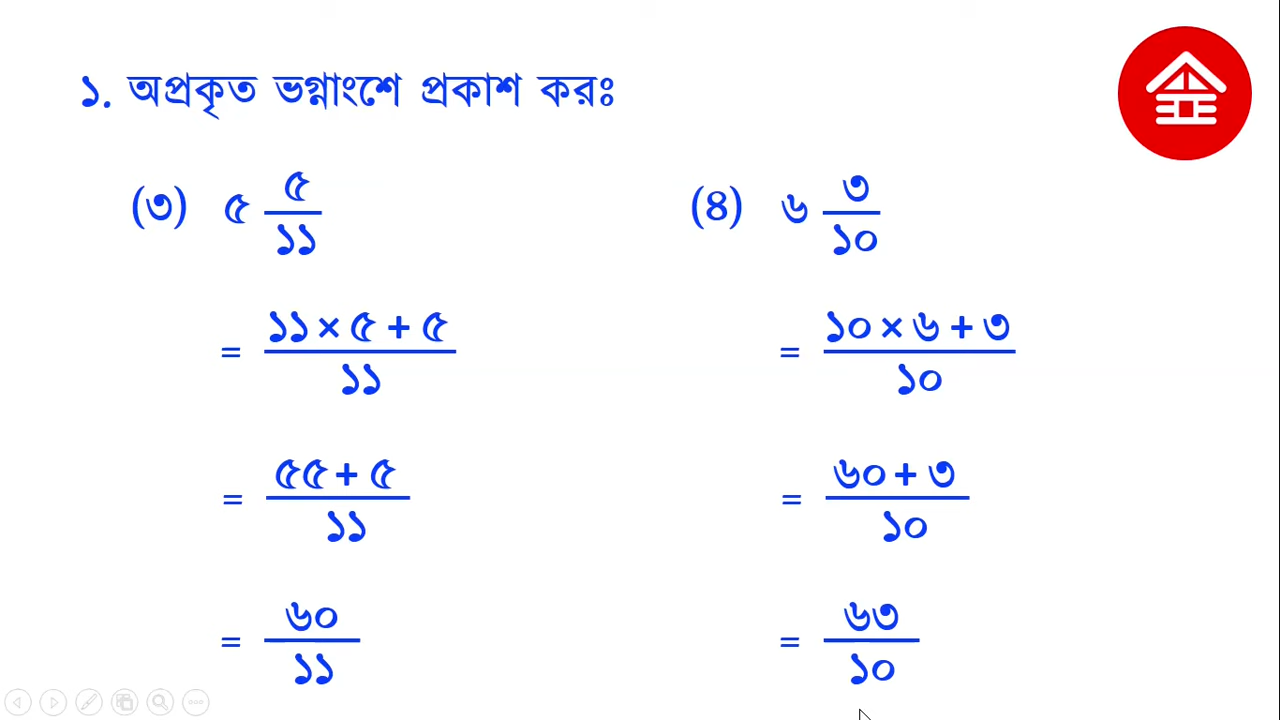 ১. অপ্রকৃত ভগ্নাংশে প্রকাশ করঃ
(৩) ৫ ৫/১১
= ১১ × ৫ + ৫/১১
= ৫৫ + ৫/১১
= ৬০/১১
(৪) ৬ ৩/১০
= ১০ × ৬ + ৩/১০
= ৬০ + ৩/১০
= ৬৩/১০